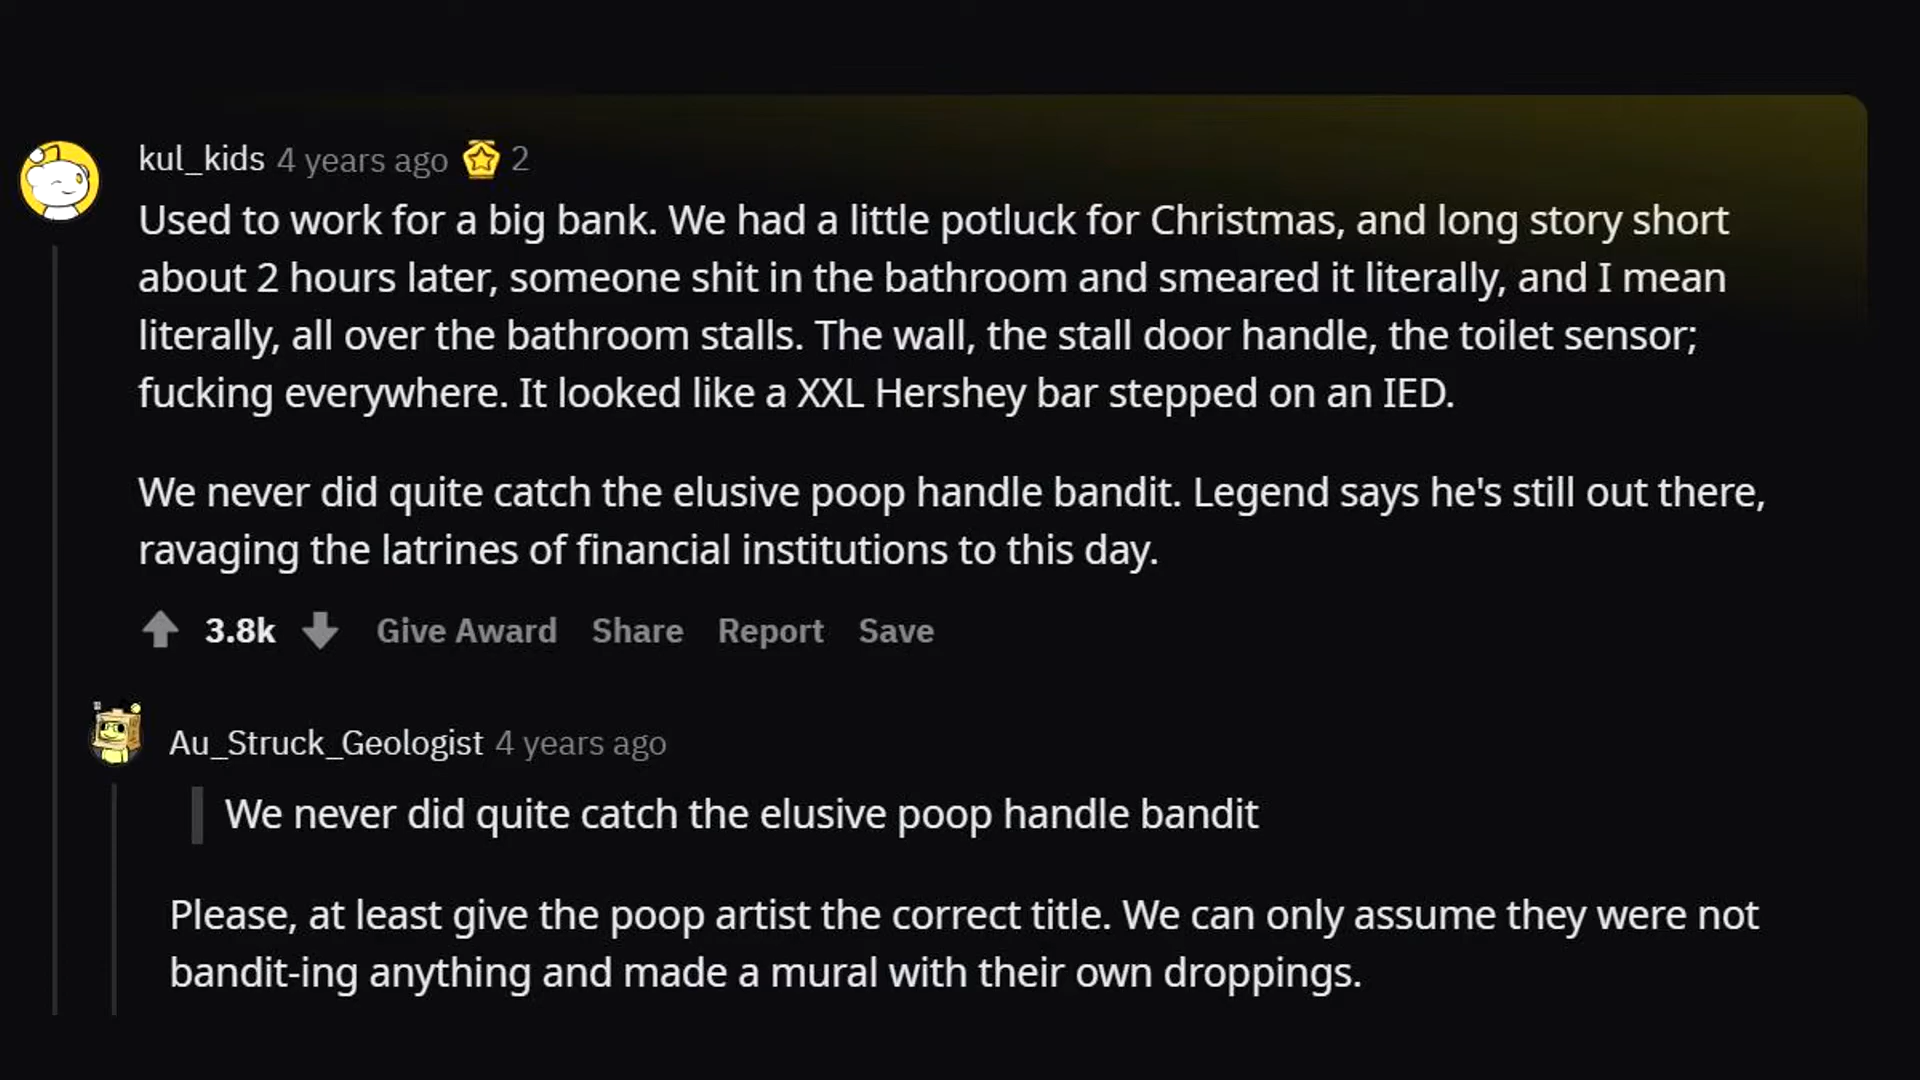 kul_kids 4 years ago 2
Used to work for a big bank. We had a little potluck for Christmas, and long story short
about 2 hours later, someone shit in the bathroom and smeared it literally, and I mean
literally, all over the bathroom stalls. The wall, the stall door handle, the toilet sensor;
fucking everywhere. It looked like a XXL Hershey bar stepped on an IED.
We never did quite catch the elusive poop handle bandit. Legend says he's still out there,
ravaging the latrines of financial institutions to this day.
3.8k Give Award Share Report Save
Au_Struck_Geologist 4 years ago
We never did quite catch the elusive poop handle bandit
Please, at least give the poop artist the correct title. We can only assume they were not
bandit-ing anything and made a mural with their own droppings.